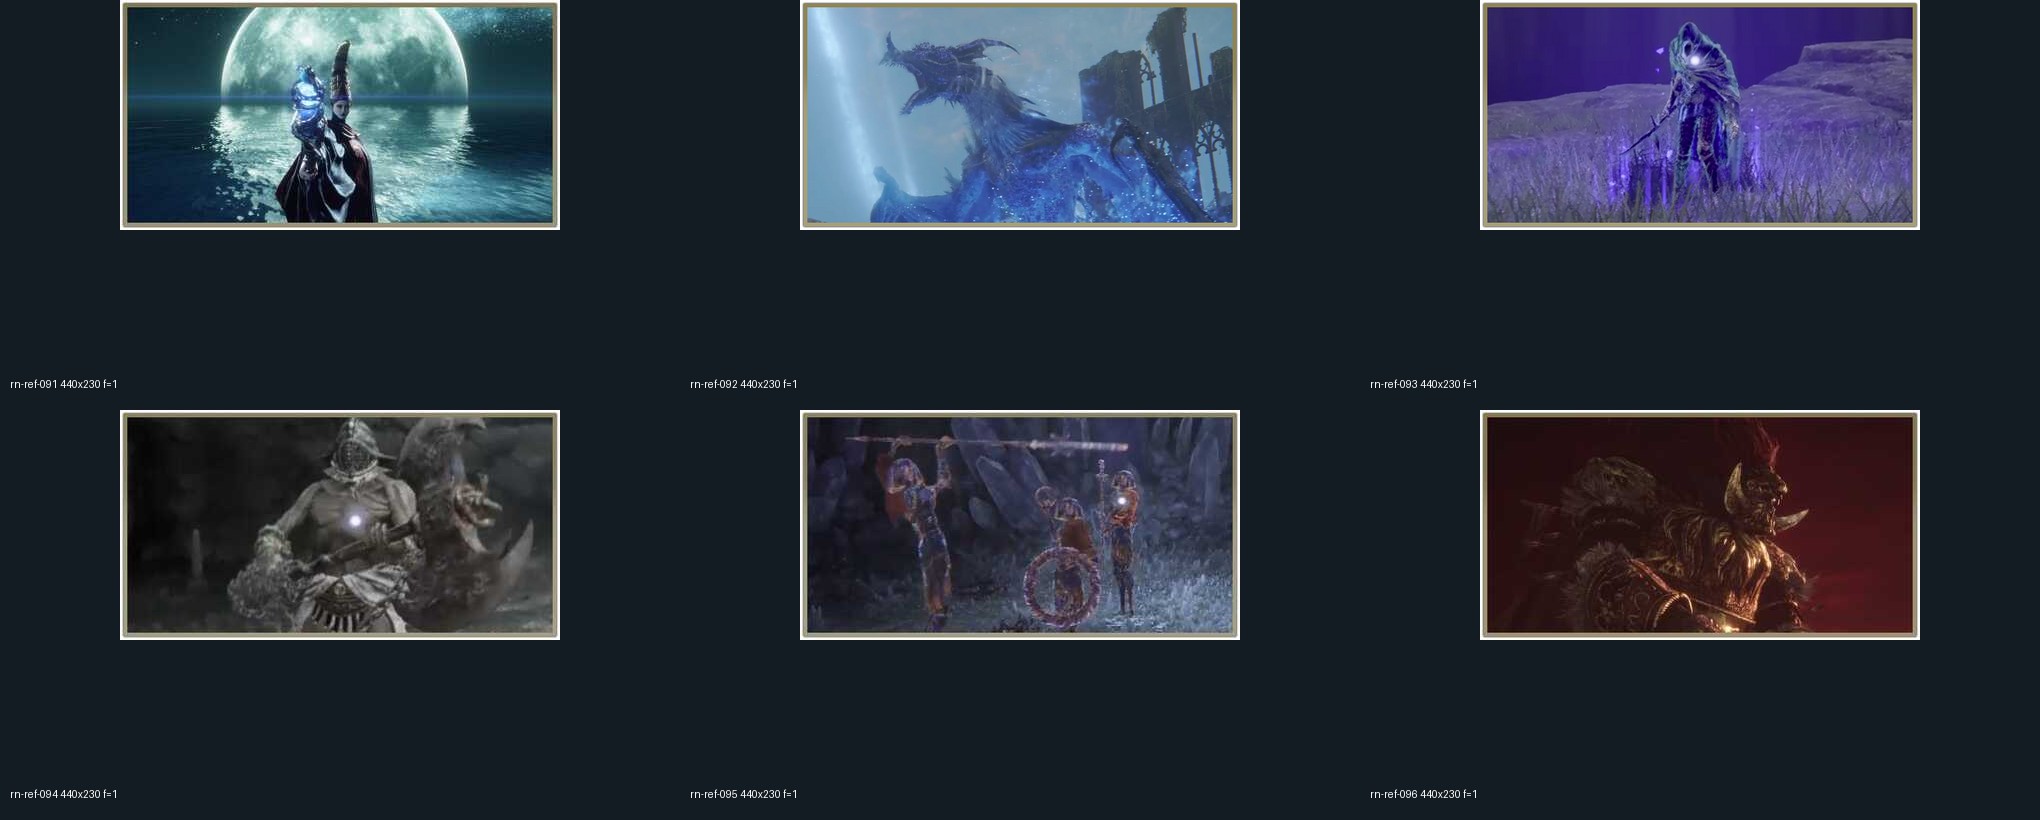 rn-ref-091 440x230 f=1
rn-ref-092 440x230 f=1
rn-ref-093 440x230 f=1
rn-ref-094 440x230 f=1
rn-ref-095 440x230 f=1
rn-ref-096 440x230 f=1